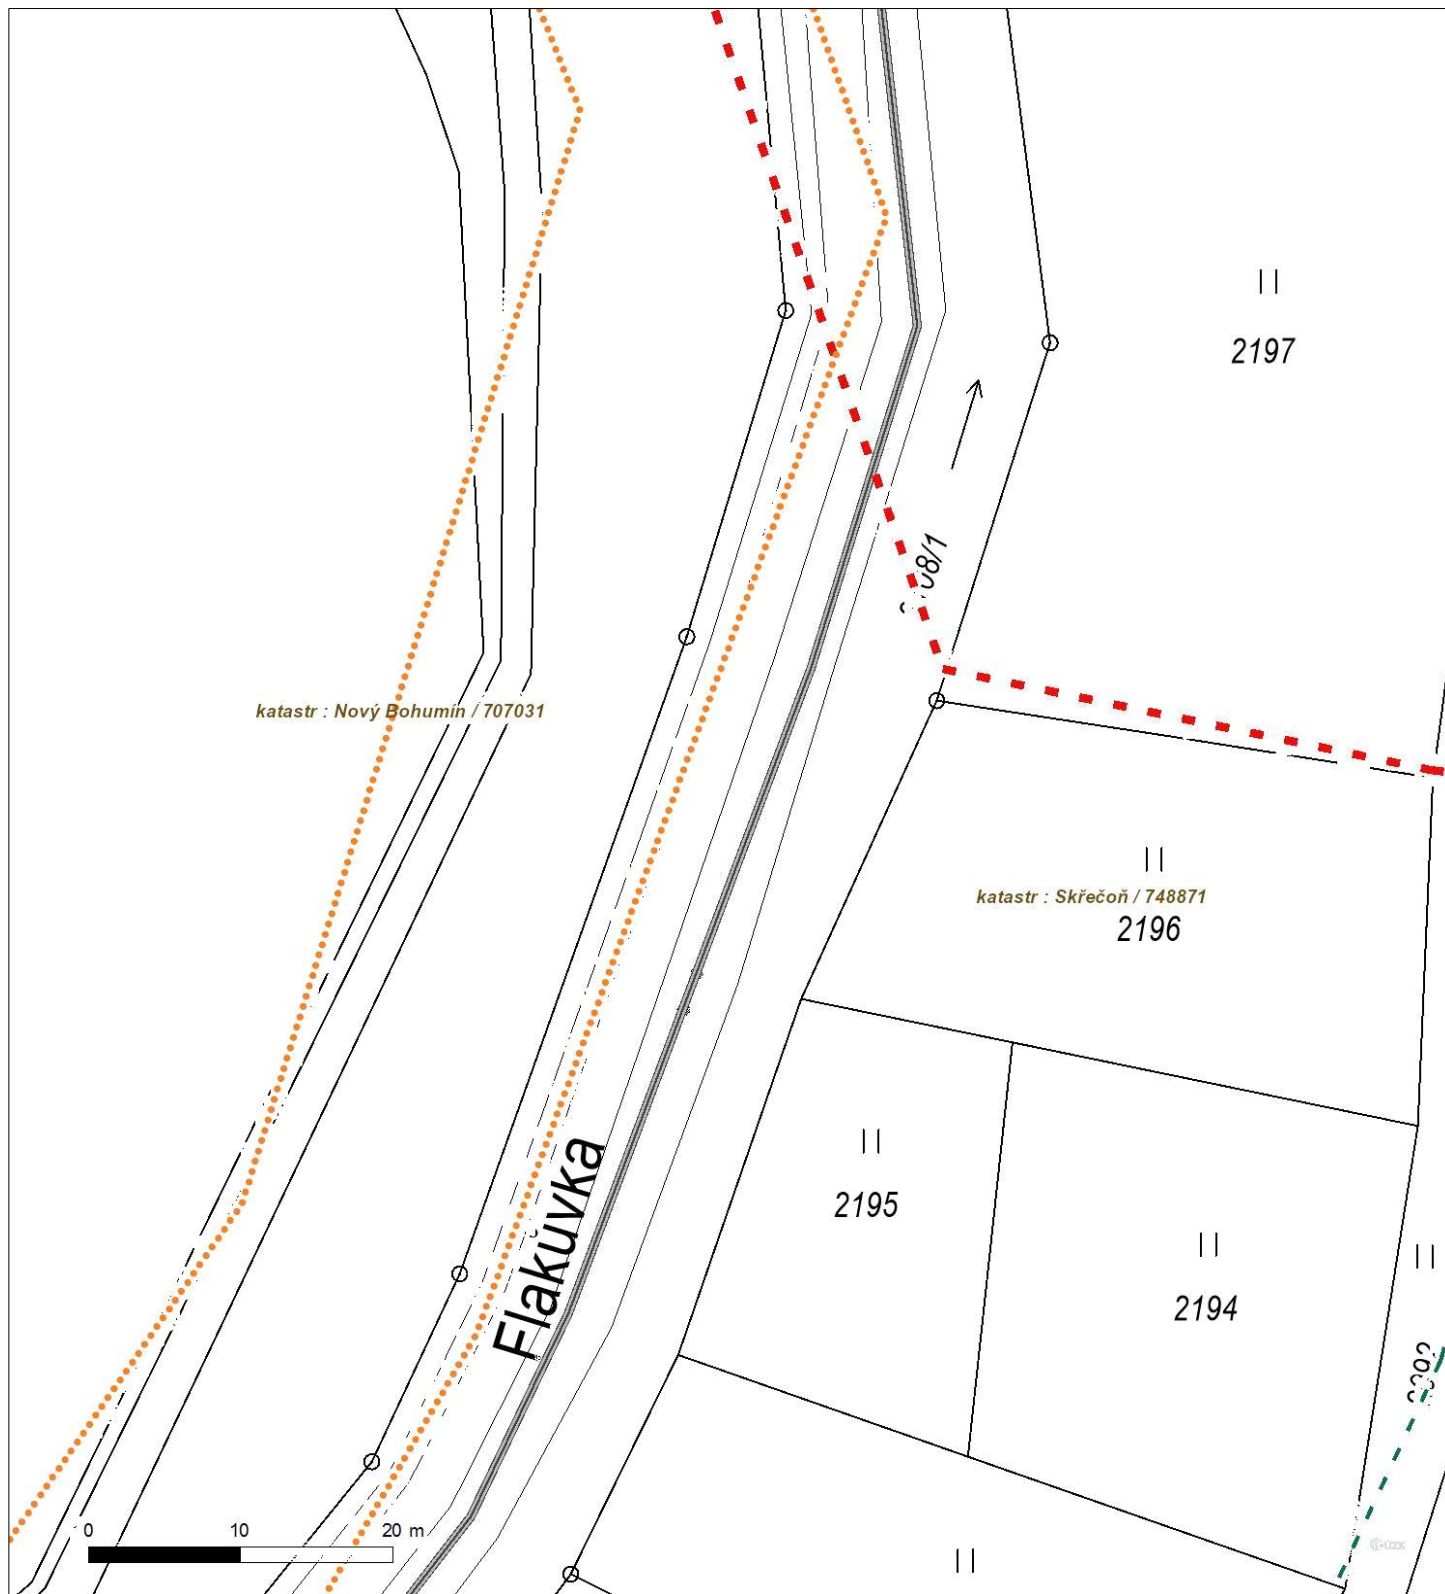 2197
katastr : Nový Bohumín / 707031
katastr : Skřečoň / 748871
2196
Flakůvka
2195
2194
0 10 20 m